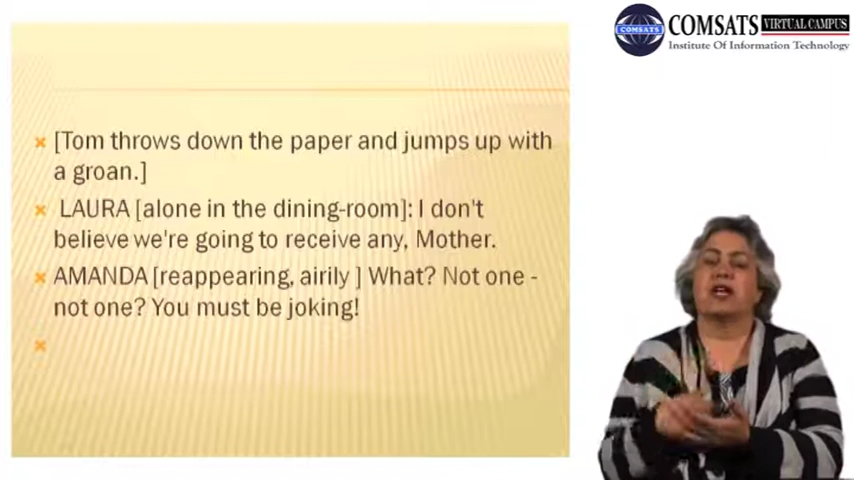 COMSATS
COMSATS VIRTUAL CAMPUS
Institute Of Information Technology
[Tom throws down the paper and jumps up with
a groan.]
LAURA [alone in the dining-room]: I don't
believe we're going to receive any, Mother.
AMANDA [reappearing, airily ] What? Not one -
not one? You must be joking!